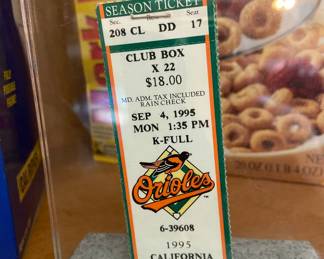 SEASON TICKET
Sec. Seat
208 CL DD 17
CLUB BOX
X 22
$18.00
MD. ADM. TAX INCLUDED
RAIN CHECK
SEP 4, 1995
MON 1:35 PM
K-FULL
Orioles
6-39608
1995
CALIFORNIA